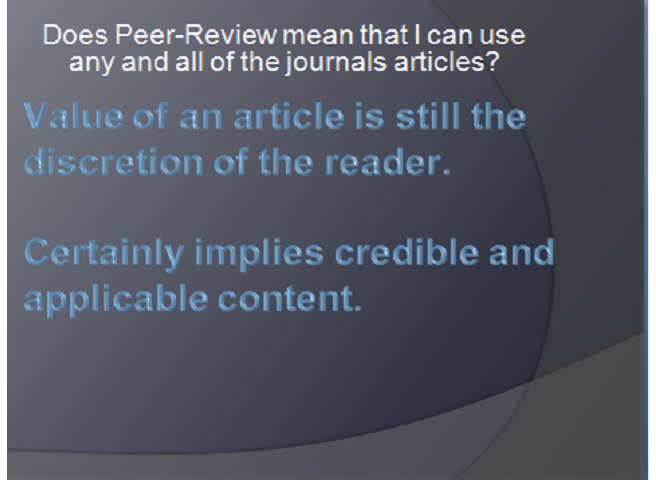 Does Peer-Review mean that I can use
any and all of the journals articles?
Value of an article is still the
discretion of the reader.
Certainly implies credible and
applicable content.